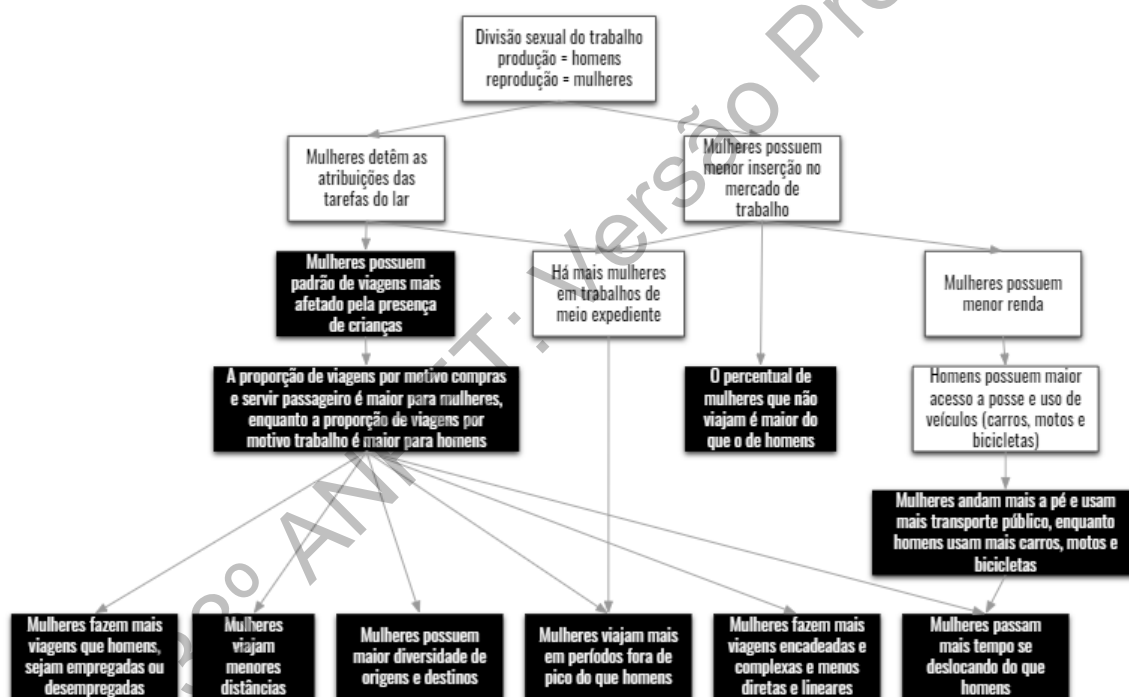 Divisão sexual do trabalho
produção = homens
reprodução = mulheres
Mulheres detêm as
atribuições das
tarefas do lar
Mulheres possuem
menor inserção no
mercado de
trabalho
Mulheres possuem
padrão de viagens mais
afetado pela presença
de crianças
Há mais mulheres
em trabalhos de
meio expediente
Mulheres possuem
menor renda
A proporção de viagens por motivo compras
e servir passageiro é maior para mulheres,
enquanto a proporção de viagens por
motivo trabalho é maior para homens
O percentual de
mulheres que não
viajam é maior do
que o de homens
Homens possuem maior
acesso a posse e uso de
veículos (carros, motos e
bicicletas)
Mulheres andam mais a pé e usam
mais transporte público, enquanto
homens usam mais carros, motos e
bicicletas
Mulheres fazem mais
viagens que homens,
sejam empregadas ou
desempregadas
Mulheres
viajam
menores
distâncias
Mulheres possuem
maior diversidade de
origens e destinos
Mulheres viajam mais
em períodos fora de
pico do que homens
Mulheres fazem mais
viagens encadeadas e
complexas e menos
diretas e lineares
Mulheres passam
mais tempo se
deslocando do que
homens
ANPET: Versão